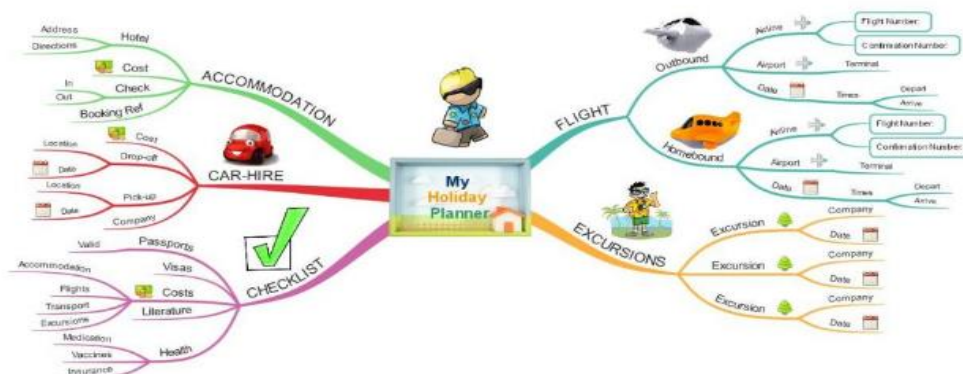 My
Holiday
Planner
ACCOMMODATION
Hotel
Address
Directions
Cost
Check
In
Out
Booking Ref
CAR-HIRE
Cost
Drop-off
Location
Date
Pick-up
Location
Date
Company
CHECKLIST
Passports
Valid
Visas
Costs
Accommodation
Flights
Transport
Excursions
Literature
Health
Medication
Vaccines
Insurance
FLIGHT
Outbound
Airline
Flight Number:
Confirmation Number:
Airport
Terminal
Date
Times
Depart
Arrive
Homebound
Airline
Flight Number:
Confirmation Number:
Airport
Terminal
Date
Times
Depart
Arrive
EXCURSIONS
Excursion
Company
Date
Excursion
Company
Date
Excursion
Company
Date